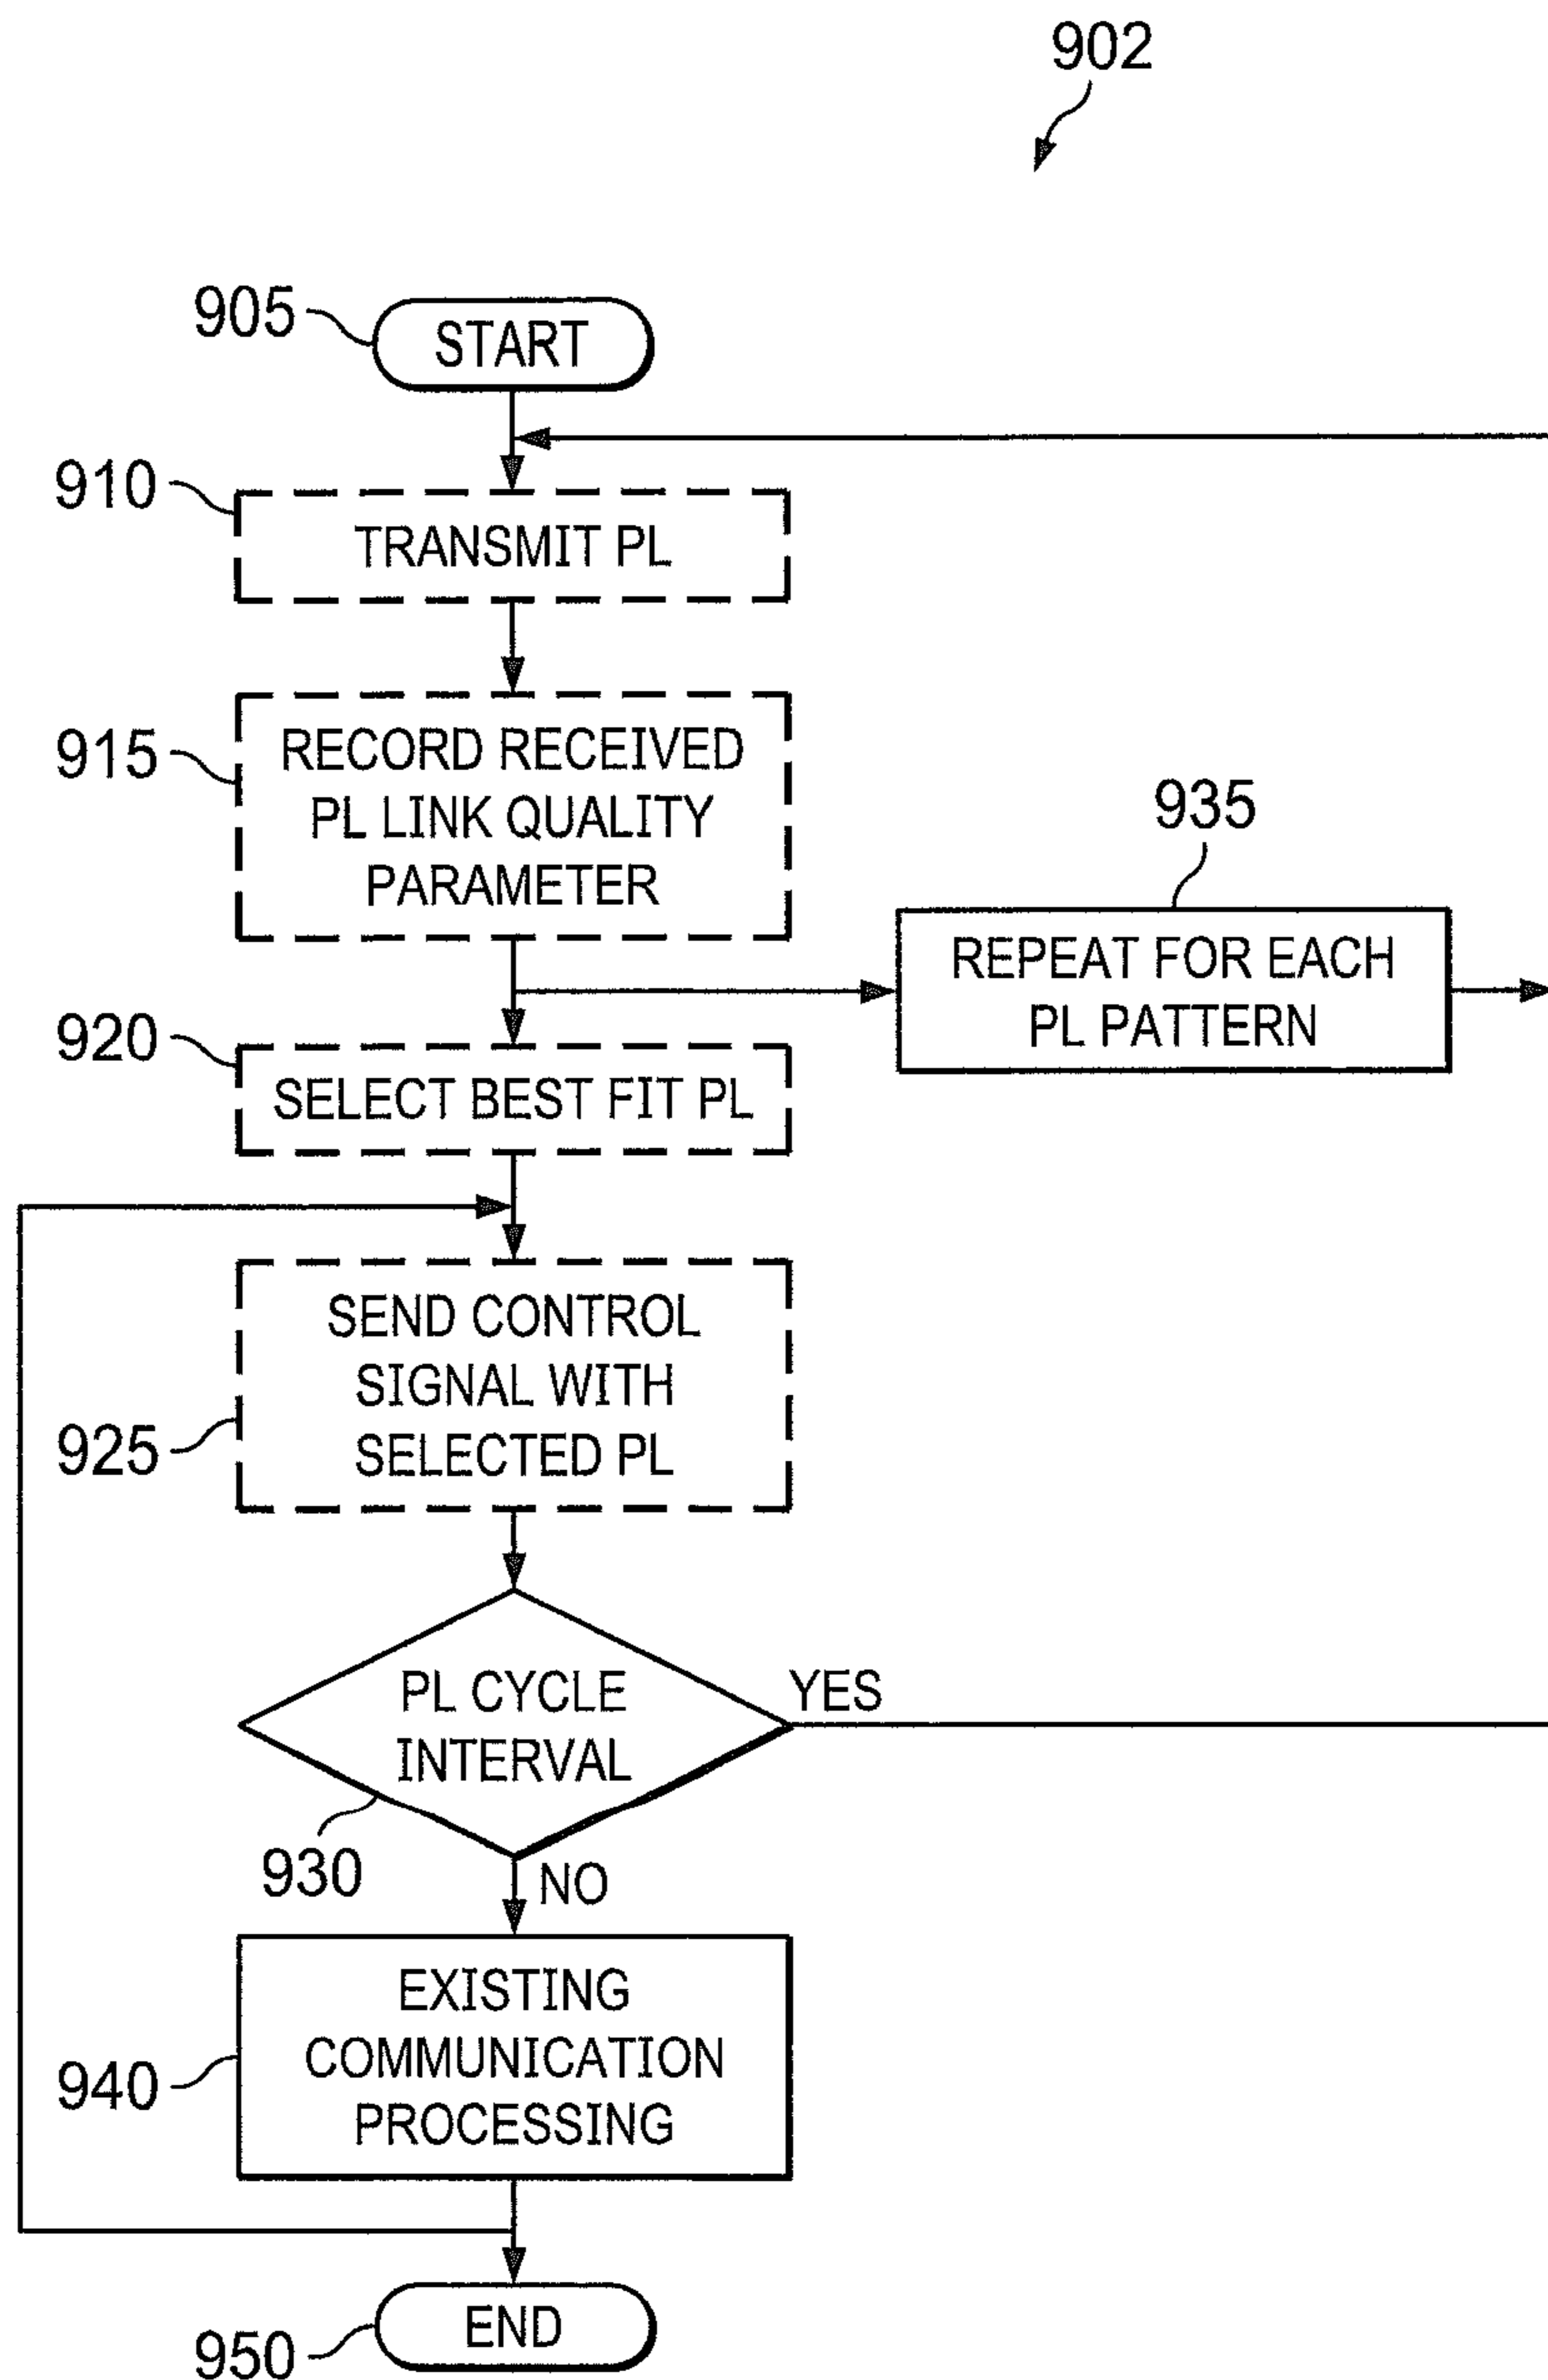 902
905
START
910
TRANSMIT PL
915
RECORD RECEIVED
PL LINK QUALITY
PARAMETER
935
REPEAT FOR EACH
PL PATTERN
920
SELECT BEST FIT PL
925
SEND CONTROL
SIGNAL WITH
SELECTED PL
PL CYCLE
INTERVAL
YES
930
NO
940
EXISTING
COMMUNICATION
PROCESSING
950
END